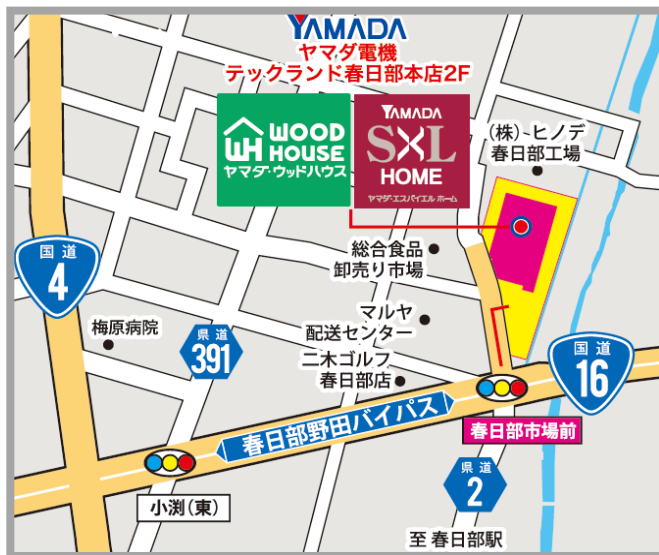 YAMADA
ヤマダ電機
テックランド春日部本店2F
WOOD
HOUSE
ヤマダ・ウッドハウス
YAMADA
S×L
HOME
ヤマダ・エスバイエル ホーム
(株) ヒノデ
春日部工場
総合食品
卸売り市場
国道
4
マルヤ
配送センター
梅原病院
県道
391
二木ゴルフ
春日部店
国道
16
春日部野田バイパス
春日部市場前
県道
2
小渕(東)
至 春日部駅